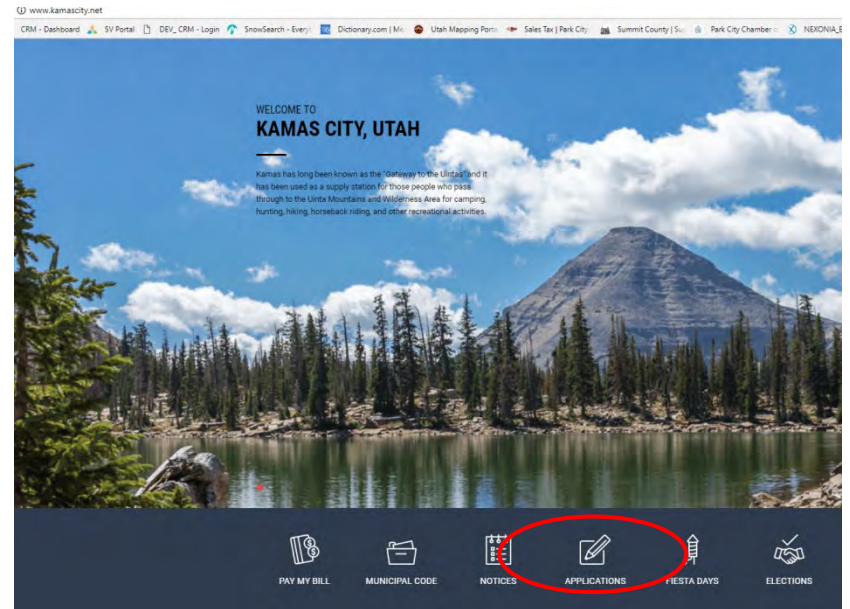 www.kamascity.net
CRM - Dashboard SV Portal DEV_ CRM - Login SnowSearch - Every Dictionary.com | Me Utah Mapping Porta Sales Tax | Park City Summit County | Su Park City Chamber NEXONIA_E
WELCOME TO
KAMAS CITY, UTAH
Kamas has long been known as the "Gateway to the Uintas" and it
has been used as a supply station for those people who pass
through to the Uinta Mountains and Wilderness Area for camping,
hunting, hiking, horseback riding, and other recreational activities.
PAY MY BILL MUNICIPAL CODE NOTICES APPLICATIONS FIESTA DAYS ELECTIONS